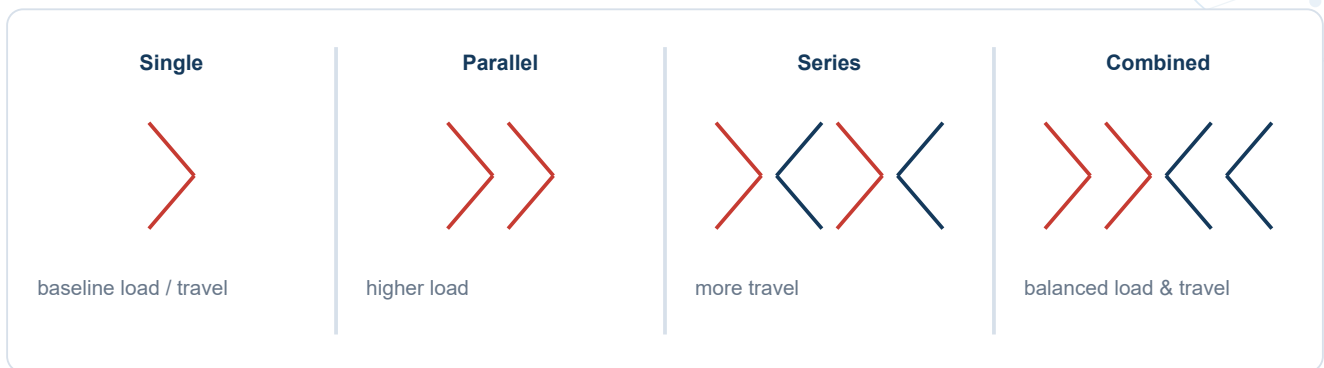 Single
baseline load / travel
Parallel
higher load
Series
more travel
Combined
balanced load & travel